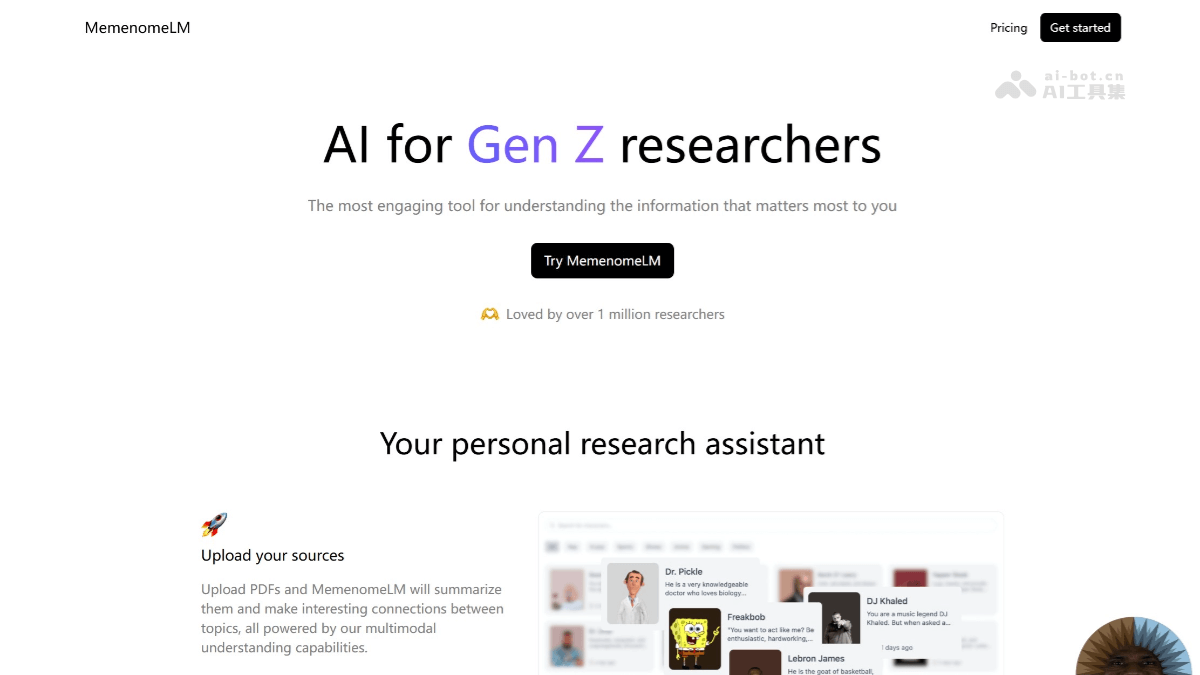 MemenomeLM
Pricing
Get started
ai-bot.cn
AI工具集
AI for Gen Z researchers
The most engaging tool for understanding the information that matters most to you
Try MemenomeLM
Loved by over 1 million researchers
Your personal research assistant
Upload your sources
Upload PDFs and MemenomeLM will summarize
them and make interesting connections between
topics, all powered by our multimodal
understanding capabilities.
Dr. Pickle
He is a very knowledgeable
doctor who loves biology...
Freakbob
"You want to act like me? Be
enthusiastic, hardworking,...
DJ Khaled
You are a music legend DJ
Khaled. But when asked a...
days ago
Lebron James
He is the goat of basketball,